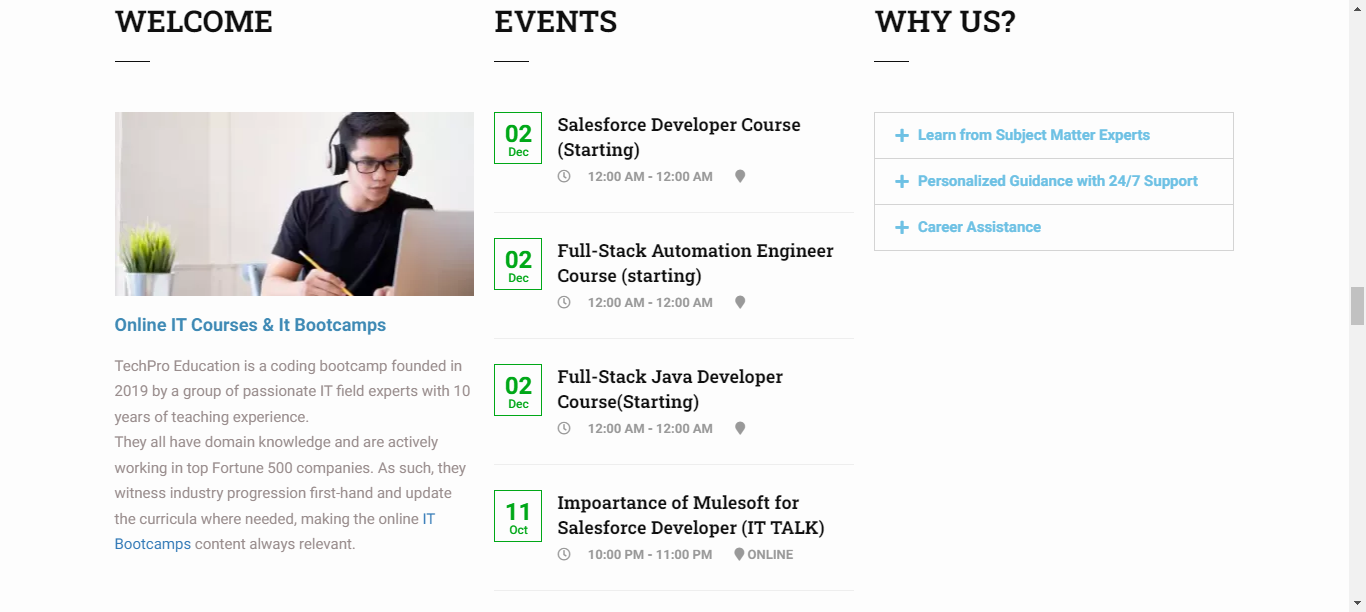 WELCOME
Online IT Courses & It Bootcamps
TechPro Education is a coding bootcamp founded in
2019 by a group of passionate IT field experts with 10
years of teaching experience.
They all have domain knowledge and are actively
working in top Fortune 500 companies. As such, they
witness industry progression first-hand and update
the curricula where needed, making the online IT
Bootcamps content always relevant.
EVENTS
02
Dec
Salesforce Developer Course
(Starting)
12:00 AM - 12:00 AM
02
Dec
Full-Stack Automation Engineer
Course (starting)
12:00 AM - 12:00 AM
02
Dec
Full-Stack Java Developer
Course(Starting)
12:00 AM - 12:00 AM
11
Oct
Impoartance of Mulesoft for
Salesforce Developer (IT TALK)
10:00 PM - 11:00 PM ONLINE
WHY US?
Learn from Subject Matter Experts
Personalized Guidance with 24/7 Support
Career Assistance